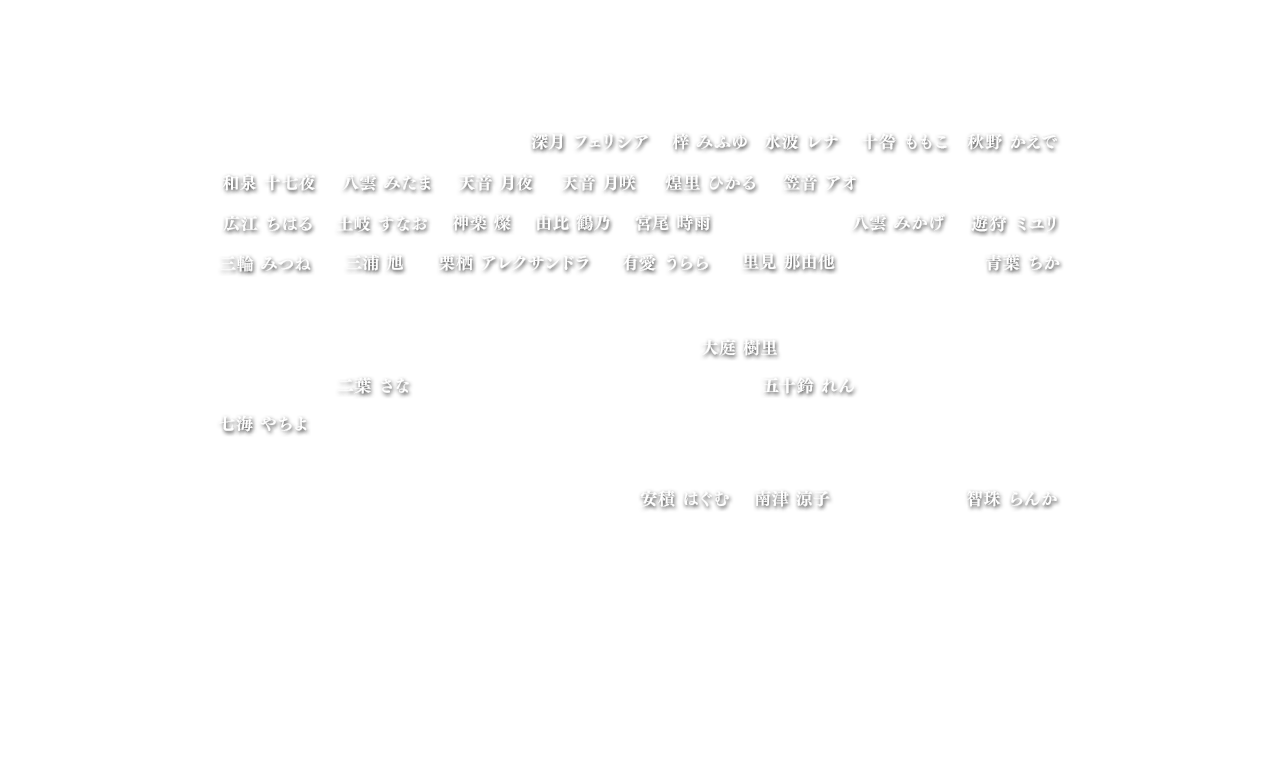 深月 フェリシア 梓 みふゆ 水波 レナ 十咎 ももこ 秋野 かえで
和泉 十七夜 八雲 みたま 天音 月夜 天音 月咲 煌里 ひかる 笠音 アオ
広江 ちはる 土岐 すなお 神楽 燦 由比 鶴乃 宮尾 時雨 八雲 みかげ 遊狩 ミユリ
三輪 みつね 三浦 旭 栗栖 アレクサンドラ 有愛 うらら 里見 那由他 青葉 ちか
大庭 樹里
二葉 さな 五十鈴 れん
七海 やちよ
安積 はぐむ 南津 涼子 智珠 らんか